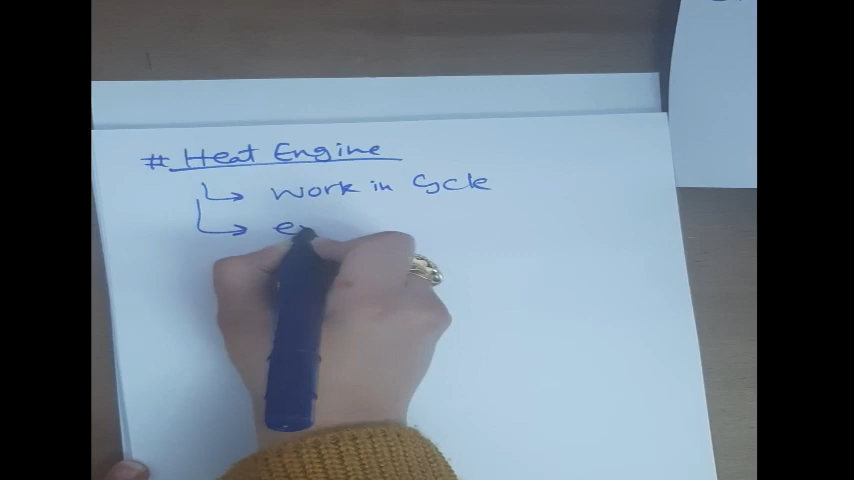 # Heat Engine
↳ Work in Cycle
↳ e